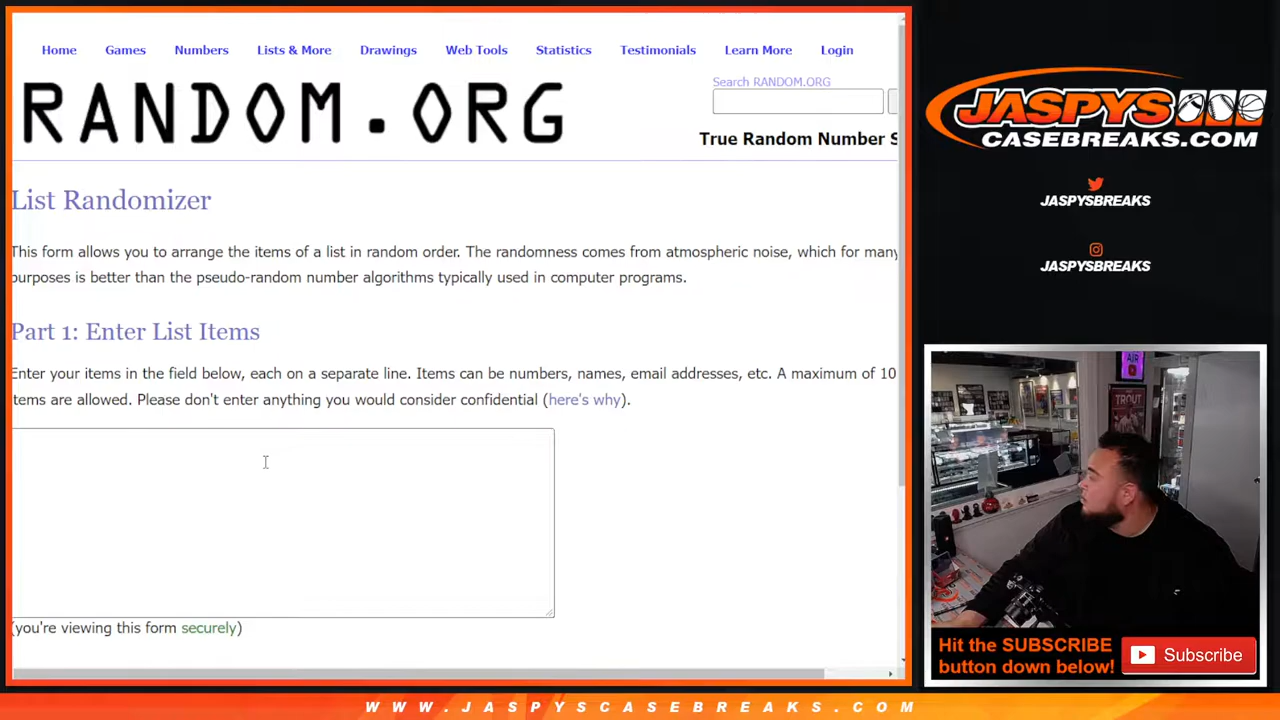 Home Games Numbers Lists & More Drawings Web Tools Statistics Testimonials Learn More Login
RANDOM.ORG
Search RANDOM.ORG
True Random Number S
List Randomizer
This form allows you to arrange the items of a list in random order. The randomness comes from atmospheric noise, which for many
purposes is better than the pseudo-random number algorithms typically used in computer programs.
Part 1: Enter List Items
Enter your items in the field below, each on a separate line. Items can be numbers, names, email addresses, etc. A maximum of 10
items are allowed. Please don't enter anything you would consider confidential (here's why).
(you're viewing this form securely)
JASPYS
CASEBREAKS.COM
JASPYSBREAKS
JASPYSBREAKS
AIR
TROUT
Hit the SUBSCRIBE
button down below!
Subscribe
WWW.JASPYSCASEBREAKS.COM